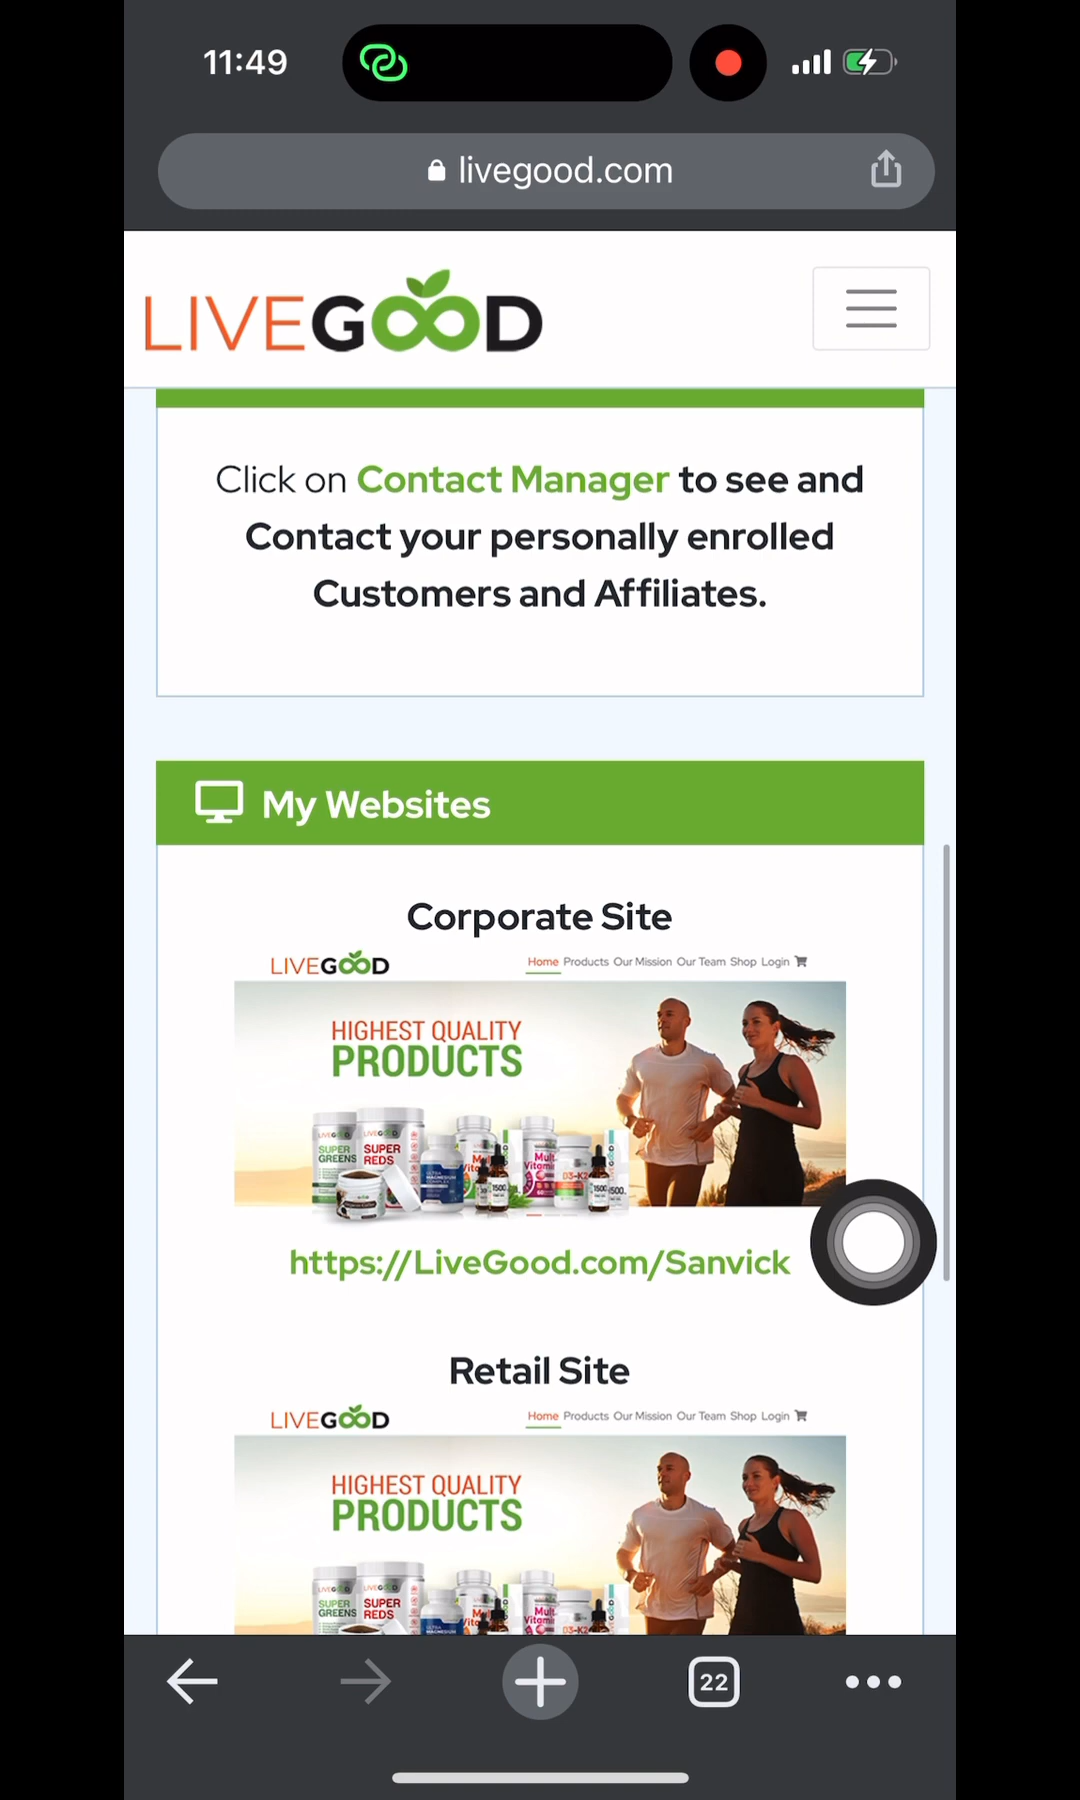 11:49
livegood.com
LIVEGOOD
Click on Contact Manager to see and
Contact your personally enrolled
Customers and Affiliates.
My Websites
Corporate Site
LIVEGOOD
Home Products Our Mission Our Team Shop Login
HIGHEST QUALITY
PRODUCTS
SUPER GREENS
SUPER REDS
D3-K2
https://LiveGood.com/Sanvick
Retail Site
LIVEGOOD
Home Products Our Mission Our Team Shop Login
HIGHEST QUALITY
PRODUCTS
SUPER GREENS
SUPER REDS
22